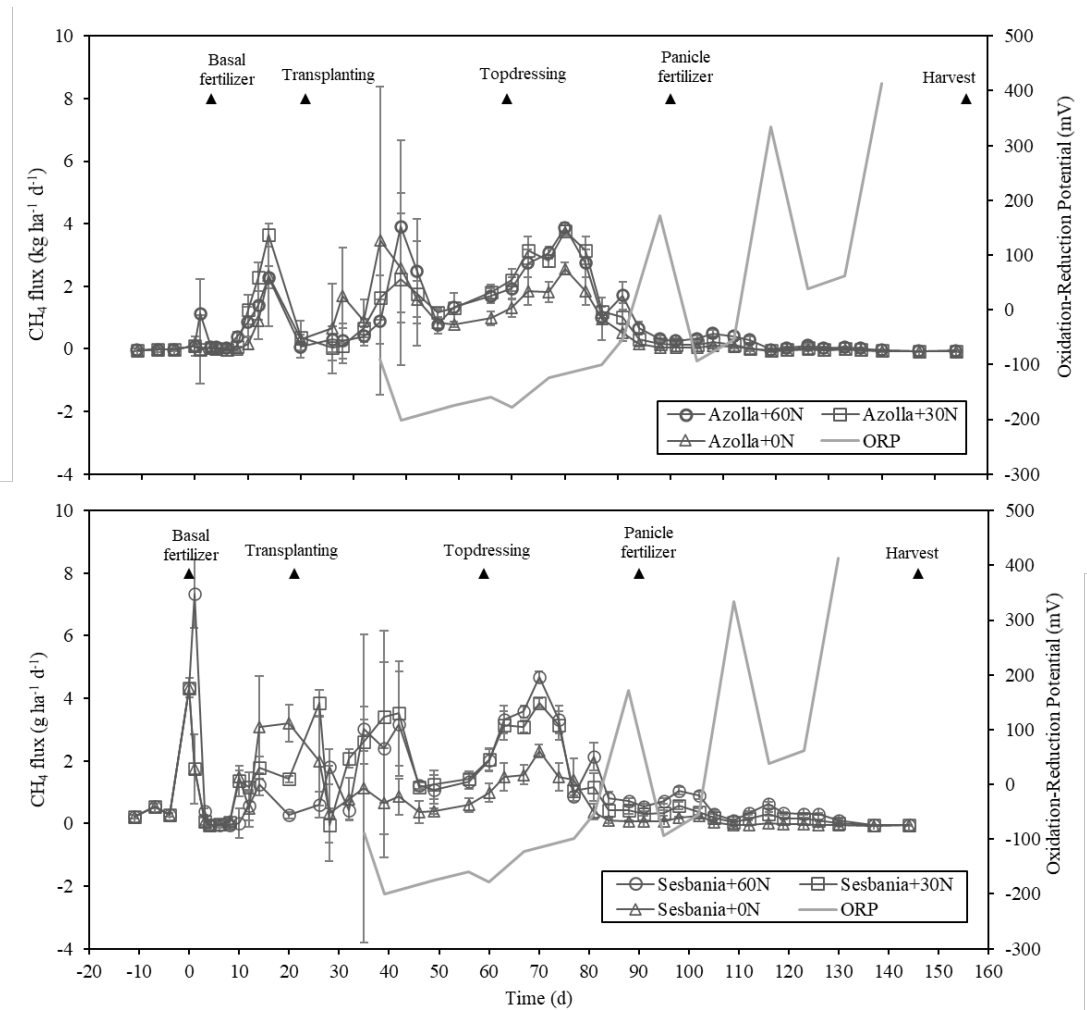 10
8
6
4
2
0
-2
-4
CH₄ flux (kg ha⁻¹ d⁻¹)
500
400
300
200
100
0
-100
-200
-300
Oxidation-Reduction Potential (mV)
Basal
fertilizer
Transplanting
Topdressing
Panicle
fertilizer
Harvest
Azolla+60N
Azolla+30N
Azolla+0N
ORP
10
8
6
4
2
0
-2
-4
CH₄ flux (g ha⁻¹ d⁻¹)
500
400
300
200
100
0
-100
-200
-300
Oxidation-Reduction Potential (mV)
Basal
fertilizer
Transplanting
Topdressing
Panicle
fertilizer
Harvest
Sesbania+60N
Sesbania+30N
Sesbania+0N
ORP
-20 -10 0 10 20 30 40 50 60 70 80 90 100 110 120 130 140 150 160
Time (d)